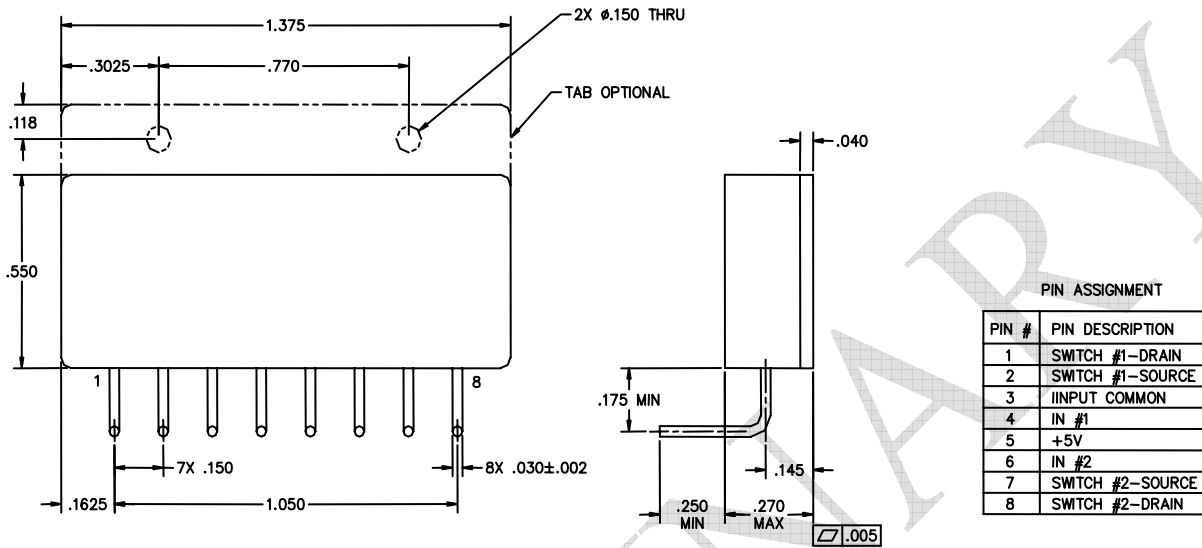 1.375
2X ø.150 THRU
.3025
.770
TAB OPTIONAL
.118
.040
.550
1
8
.175 MIN
7X .150
8X .030±.002
.145
.1625
1.050
.250
MIN
.270
MAX
.005
PIN ASSIGNMENT
PIN # PIN DESCRIPTION
1 SWITCH #1-DRAIN
2 SWITCH #1-SOURCE
3 IINPUT COMMON
4 IN #1
5 +5V
6 IN #2
7 SWITCH #2-SOURCE
8 SWITCH #2-DRAIN
NARY